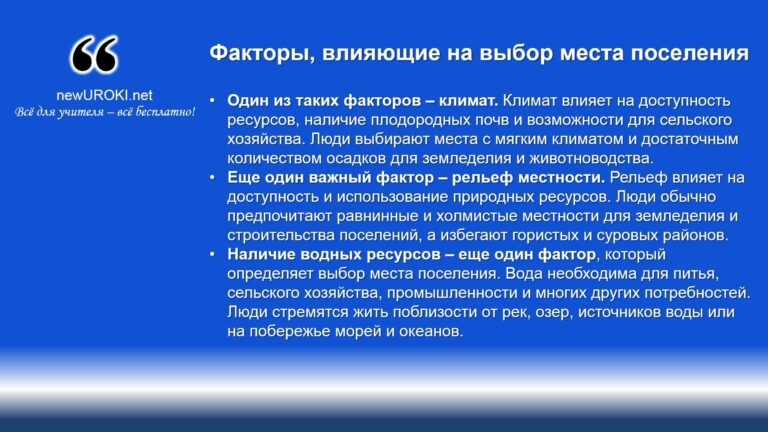 ❝
newUROKI.net
Всё для учителя – всё бесплатно!
Факторы, влияющие на выбор места поселения
• Один из таких факторов – климат. Климат влияет на доступность
ресурсов, наличие плодородных почв и возможности для сельского
хозяйства. Люди выбирают места с мягким климатом и достаточным
количеством осадков для земледелия и животноводства.
• Еще один важный фактор – рельеф местности. Рельеф влияет на
доступность и использование природных ресурсов. Люди обычно
предпочитают равнинные и холмистые местности для земледелия и
строительства поселений, а избегают гористых и суровых районов.
• Наличие водных ресурсов – еще один фактор, который
определяет выбор места поселения. Вода необходима для питья,
сельского хозяйства, промышленности и многих других потребностей.
Люди стремятся жить поблизости от рек, озер, источников воды или
на побережье морей и океанов.